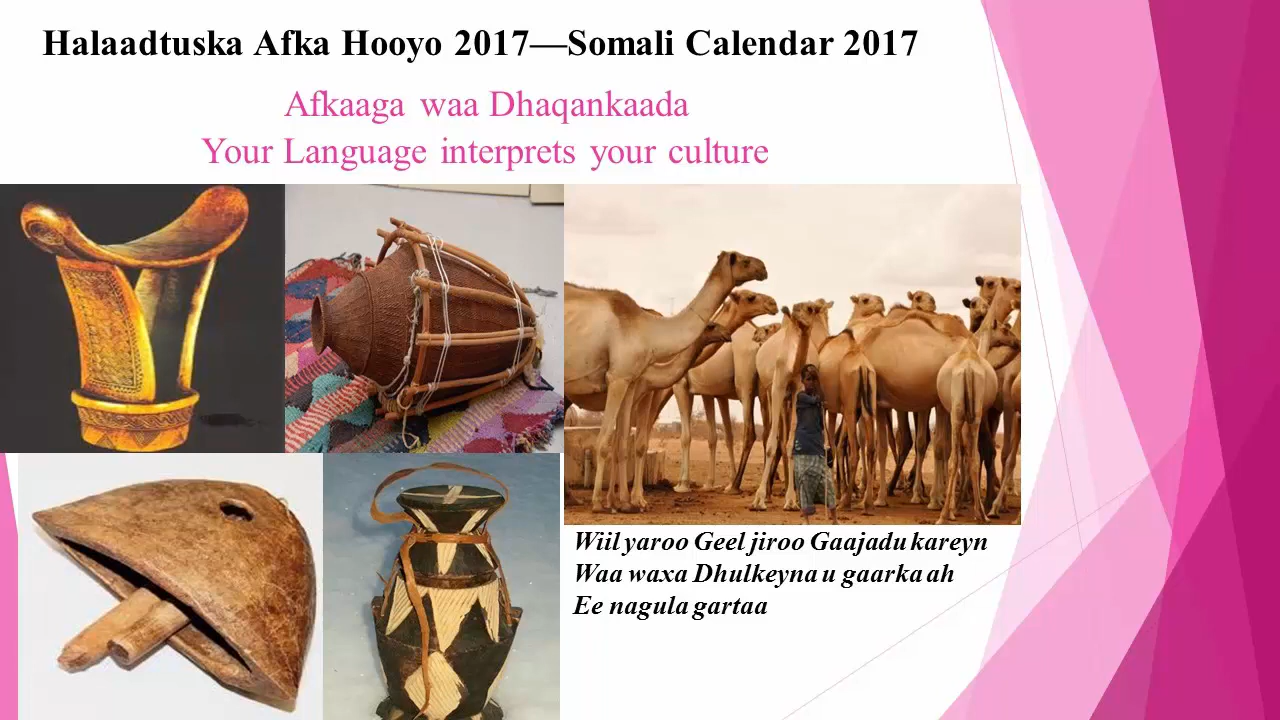 Halaadtuska Afka Hooyo 2017—Somali Calendar 2017
Afkaaga waa Dhaqankaada
Your Language interprets your culture
Wiil yaroo Geel jiroo Gaajadu kareyn
Waa waxa Dhulkeyna u gaarka ah
Ee nagula gartaa